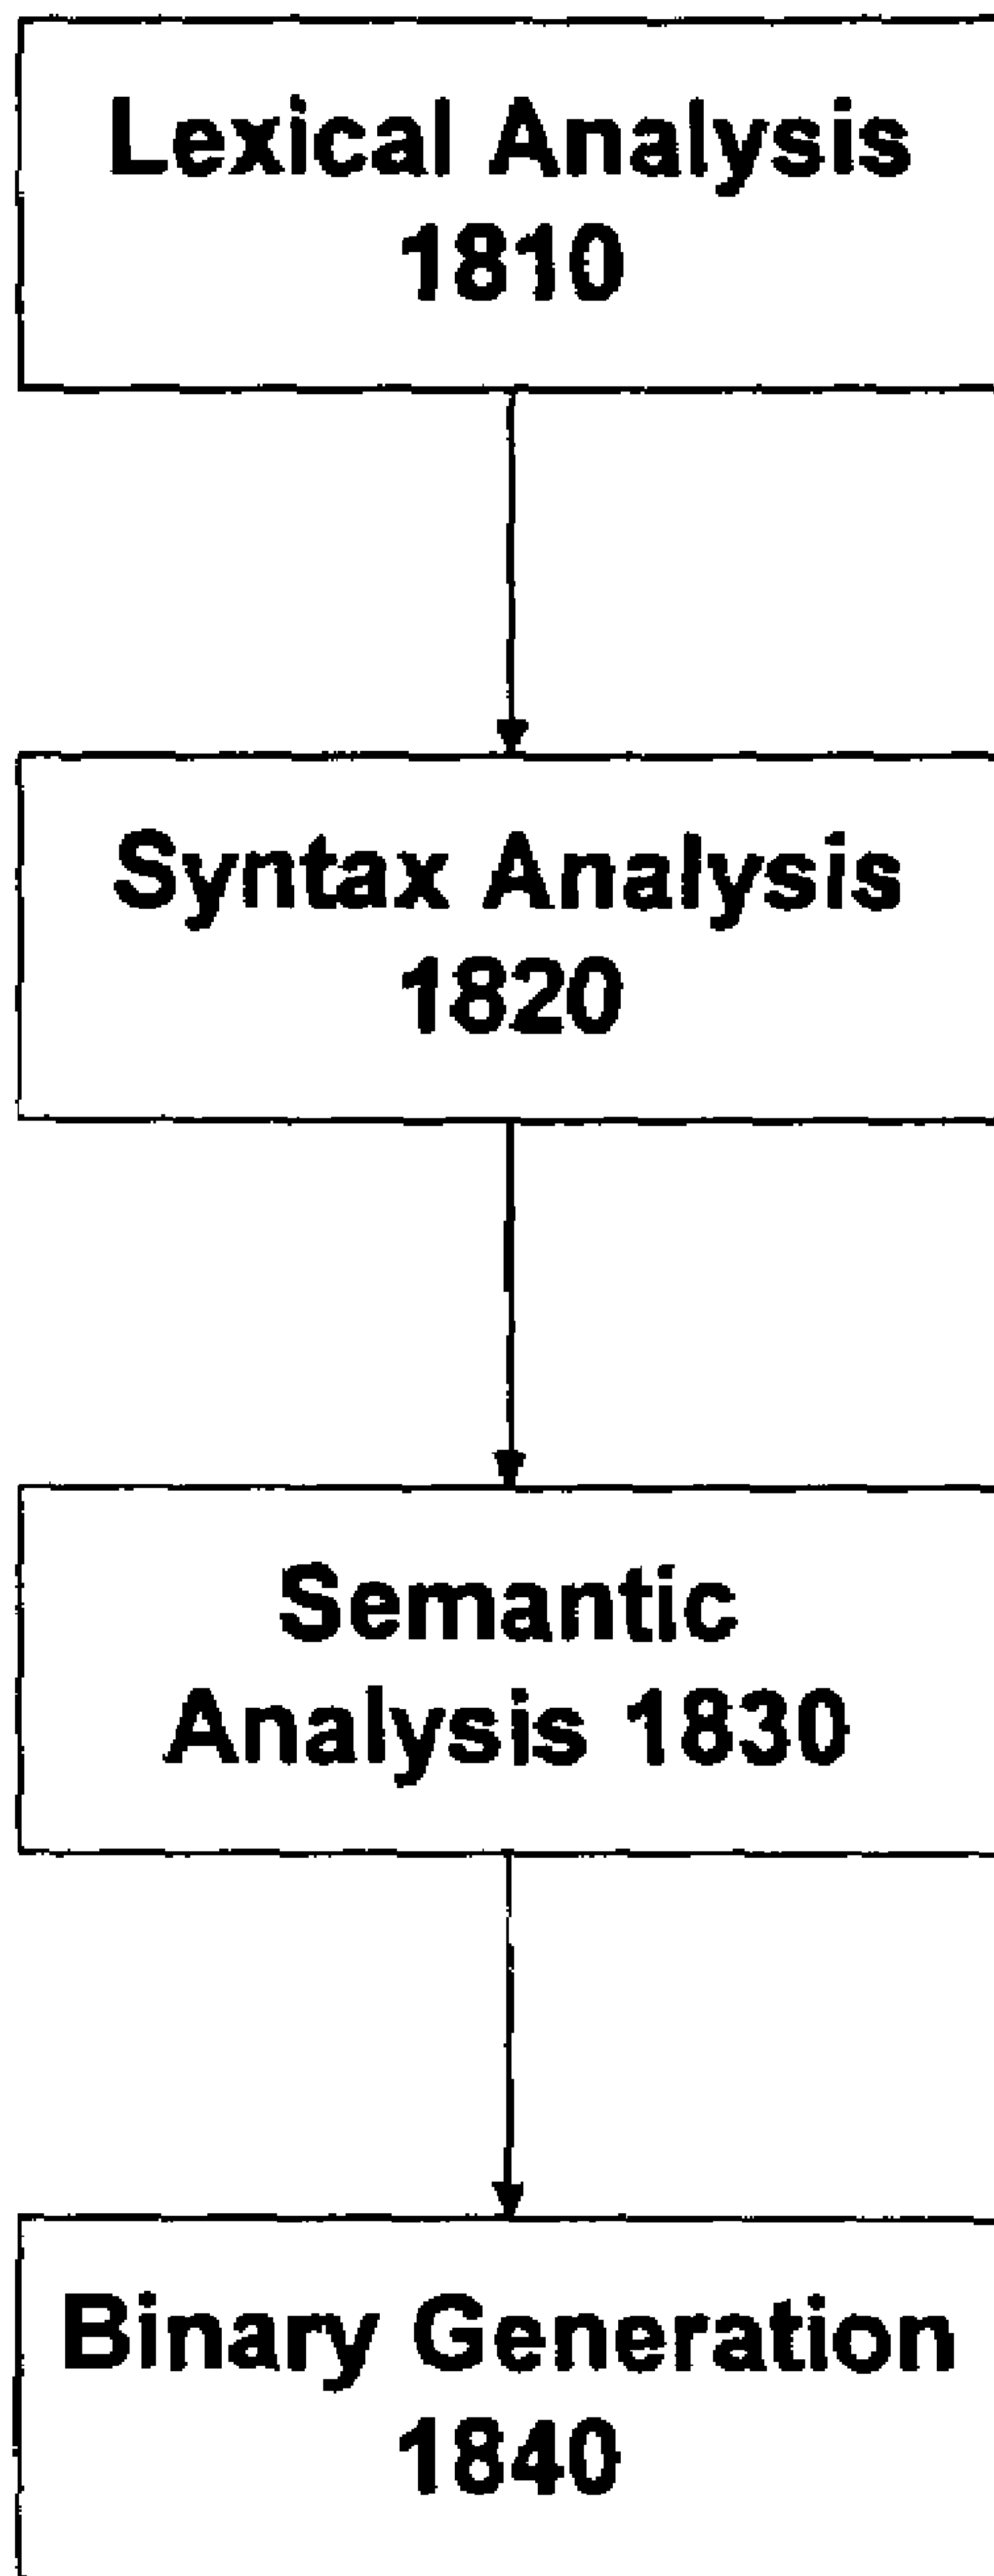 Lexical Analysis
1810
Syntax Analysis
1820
Semantic
Analysis 1830
Binary Generation
1840